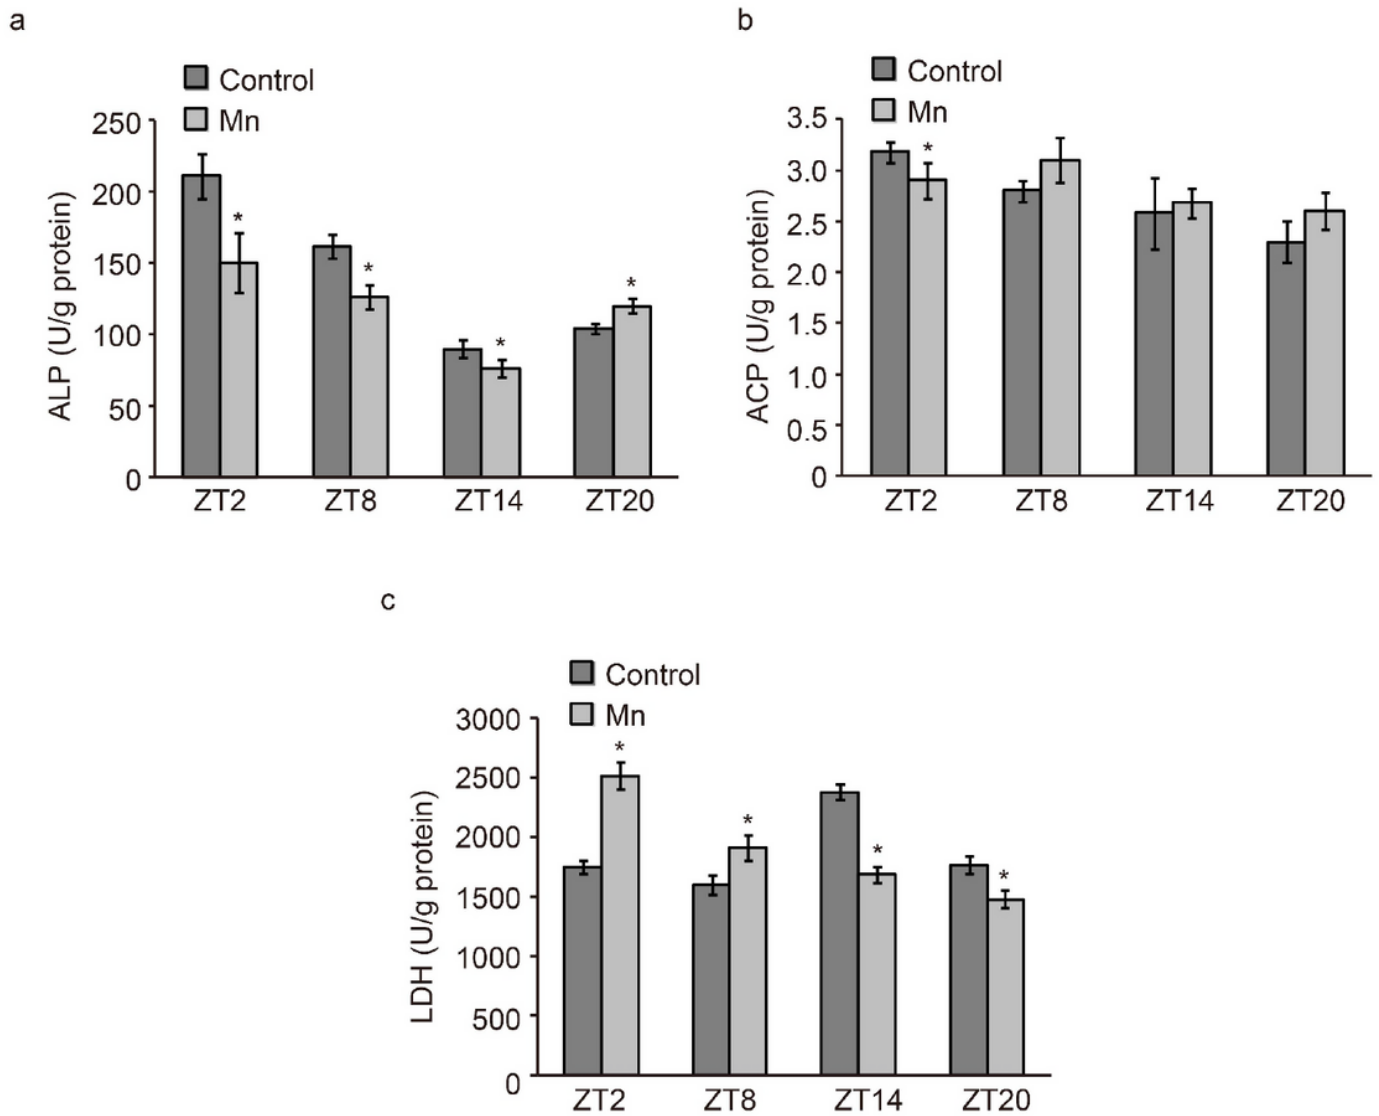 a
Control
Mn
ALP (U/g protein)
250
200
150
100
50
0
*
*
*
*
ZT2 ZT8 ZT14 ZT20
b
Control
Mn
ACP (U/g protein)
3.5
3.0
2.5
2.0
1.5
1.0
0.5
0
*
ZT2 ZT8 ZT14 ZT20
c
Control
Mn
LDH (U/g protein)
3000
2500
2000
1500
1000
500
0
*
*
*
*
ZT2 ZT8 ZT14 ZT20